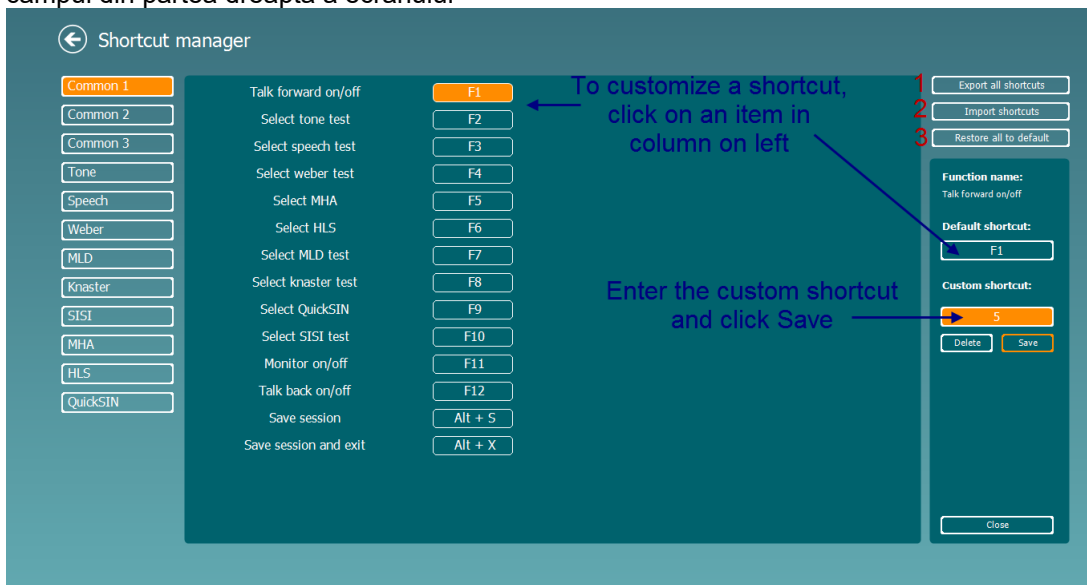 câmpul din partea dreaptă a ecranului
Shortcut manager
Common 1
Common 2
Common 3
Tone
Speech
Weber
MLD
Knaster
SISI
MHA
HLS
QuickSIN
Talk forward on/off F1
Select tone test F2
Select speech test F3
Select weber test F4
Select MHA F5
Select HLS F6
Select MLD test F7
Select knaster test F8
Select QuickSIN F9
Select SISI test F10
Monitor on/off F11
Talk back on/off F12
Save session Alt + S
Save session and exit Alt + X
To customize a shortcut,
click on an item in
column on left
Enter the custom shortcut
and click Save
1 Export all shortcuts
2 Import shortcuts
3 Restore all to default
Function name:
Talk forward on/off
Default shortcut:
F1
Custom shortcut:
5
Delete Save
Close